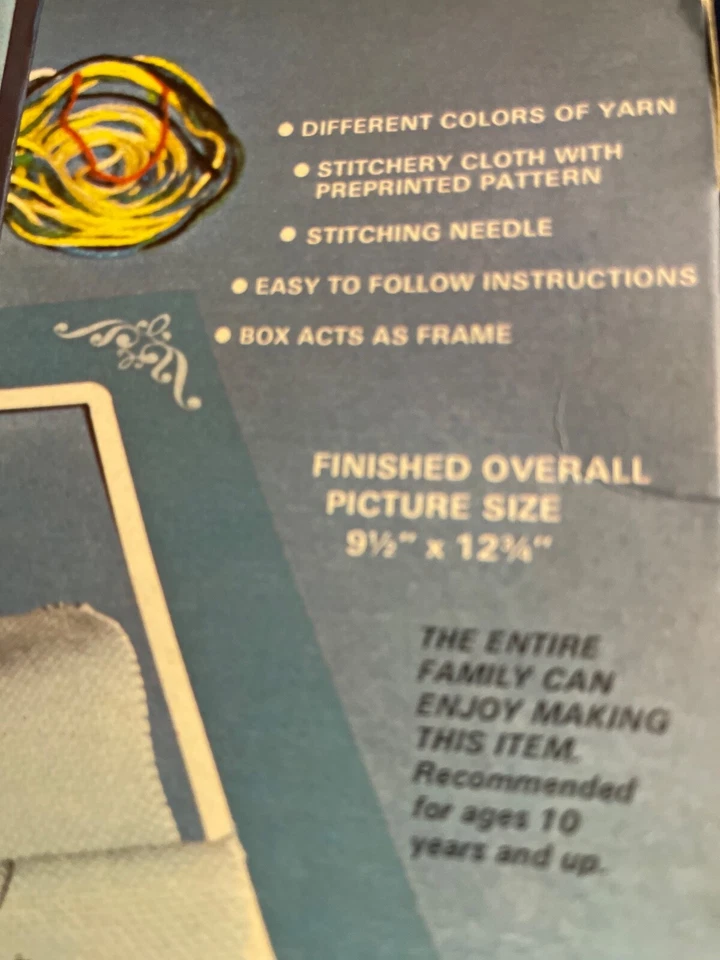 ● DIFFERENT COLORS OF YARN
● STITCHERY CLOTH WITH
PREPRINTED PATTERN
● STITCHING NEEDLE
● EASY TO FOLLOW INSTRUCTIONS
● BOX ACTS AS FRAME
FINISHED OVERALL
PICTURE SIZE
9½" x 12¾"
THE ENTIRE
FAMILY CAN
ENJOY MAKING
THIS ITEM.
Recommended
for ages 10
years and up.